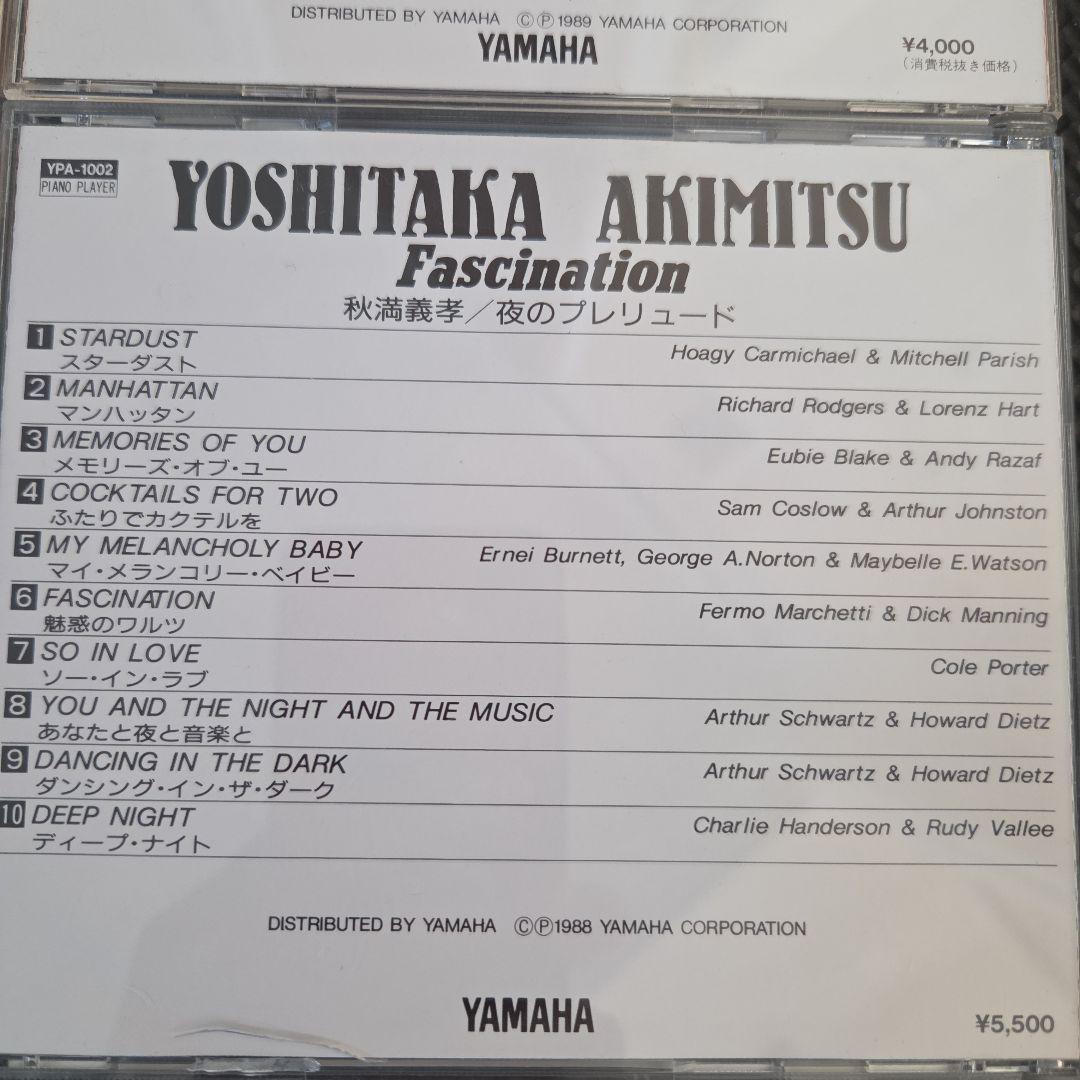 DISTRIBUTED BY YAMAHA ⒸⓅ1989 YAMAHA CORPORATION
YAMAHA
¥4,000
(消費税抜き価格)
YPA-1002
PIANO PLAYER
YOSHITAKA AKIMITSU
Fascination
秋満義孝/夜のプレリュード
1 STARDUST
スターダスト
Hoagy Carmichael & Mitchell Parish
2 MANHATTAN
マンハッタン
Richard Rodgers & Lorenz Hart
3 MEMORIES OF YOU
メモリーズ・オブ・ユー
Eubie Blake & Andy Razaf
4 COCKTAILS FOR TWO
ふたりでカクテルを
Sam Coslow & Arthur Johnston
5 MY MELANCHOLY BABY
マイ・メランコリー・ベイビー
Ernei Burnett, George A.Norton & Maybelle E.Watson
6 FASCINATION
魅惑のワルツ
Fermo Marchetti & Dick Manning
7 SO IN LOVE
ソー・イン・ラブ
Cole Porter
8 YOU AND THE NIGHT AND THE MUSIC
あなたと夜と音楽と
Arthur Schwartz & Howard Dietz
9 DANCING IN THE DARK
ダンシング・イン・ザ・ダーク
Arthur Schwartz & Howard Dietz
10 DEEP NIGHT
ディープ・ナイト
Charlie Handerson & Rudy Vallee
DISTRIBUTED BY YAMAHA ⒸⓅ1988 YAMAHA CORPORATION
YAMAHA
¥5,500